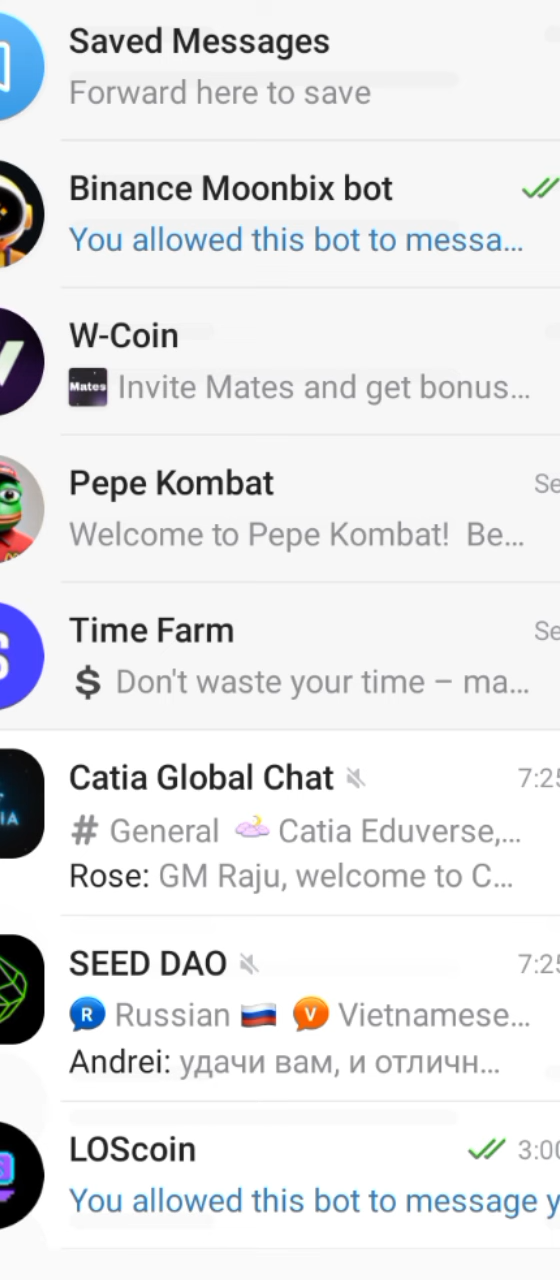 Saved Messages
Forward here to save
Binance Moonbix bot
You allowed this bot to messa...
W-Coin
Mates Invite Mates and get bonus...
Pepe Kombat Se
Welcome to Pepe Kombat! Be...
Time Farm Se
$ Don't waste your time – ma...
Catia Global Chat 7:25
# General Catia Eduverse,...
Rose: GM Raju, welcome to C...
SEED DAO 7:25
R Russian V Vietnamese...
Andrei: удачи вам, и отличн...
LOScoin 3:00
You allowed this bot to message y